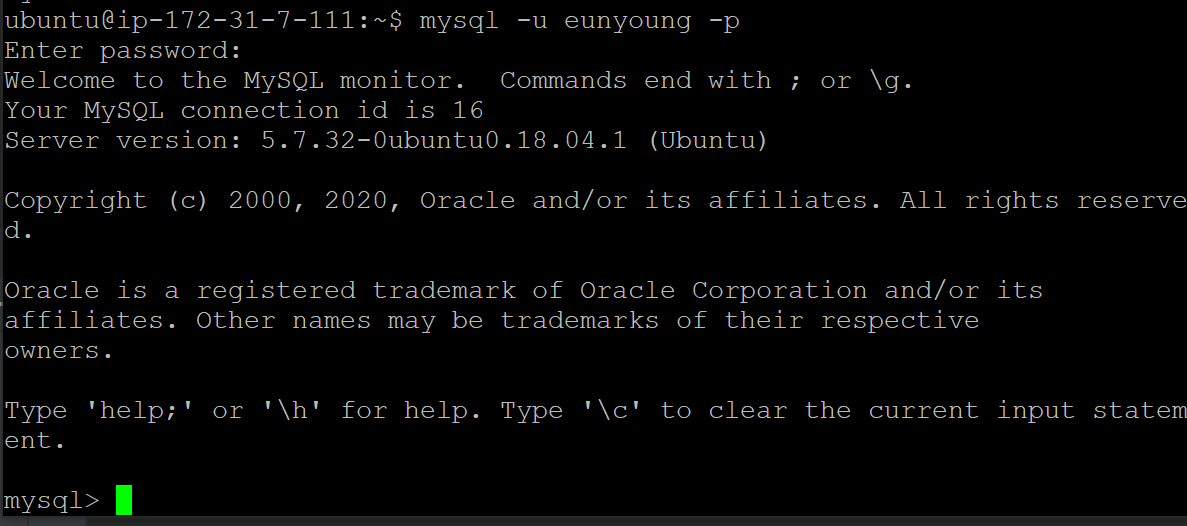 ubuntu@ip-172-31-7-111:~$ mysql -u eunyoung -p
Enter password:
Welcome to the MySQL monitor.  Commands end with ; or \g.
Your MySQL connection id is 16
Server version: 5.7.32-0ubuntu0.18.04.1 (Ubuntu)
Copyright (c) 2000, 2020, Oracle and/or its affiliates. All rights reserve
d.
Oracle is a registered trademark of Oracle Corporation and/or its
affiliates. Other names may be trademarks of their respective
owners.
Type 'help;' or '\h' for help. Type '\c' to clear the current input statem
ent.
mysql>